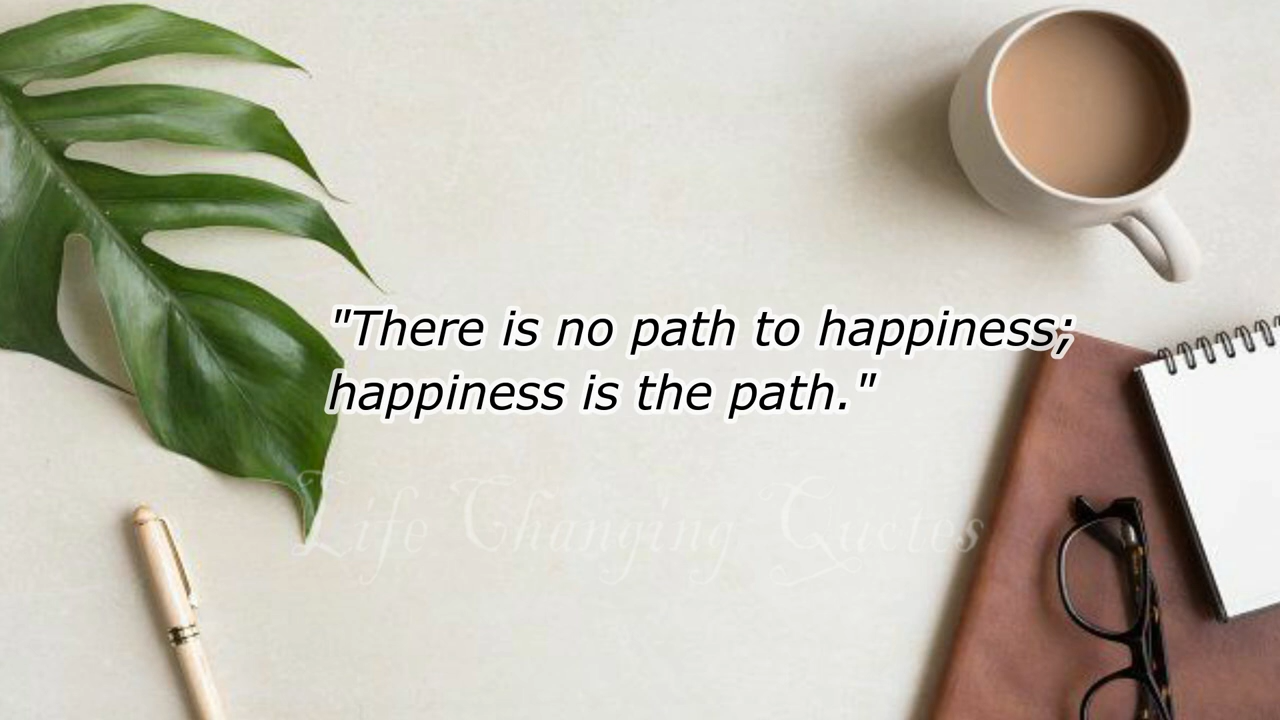 "There is no path to happiness;
happiness is the path."
Life Changing Quotes